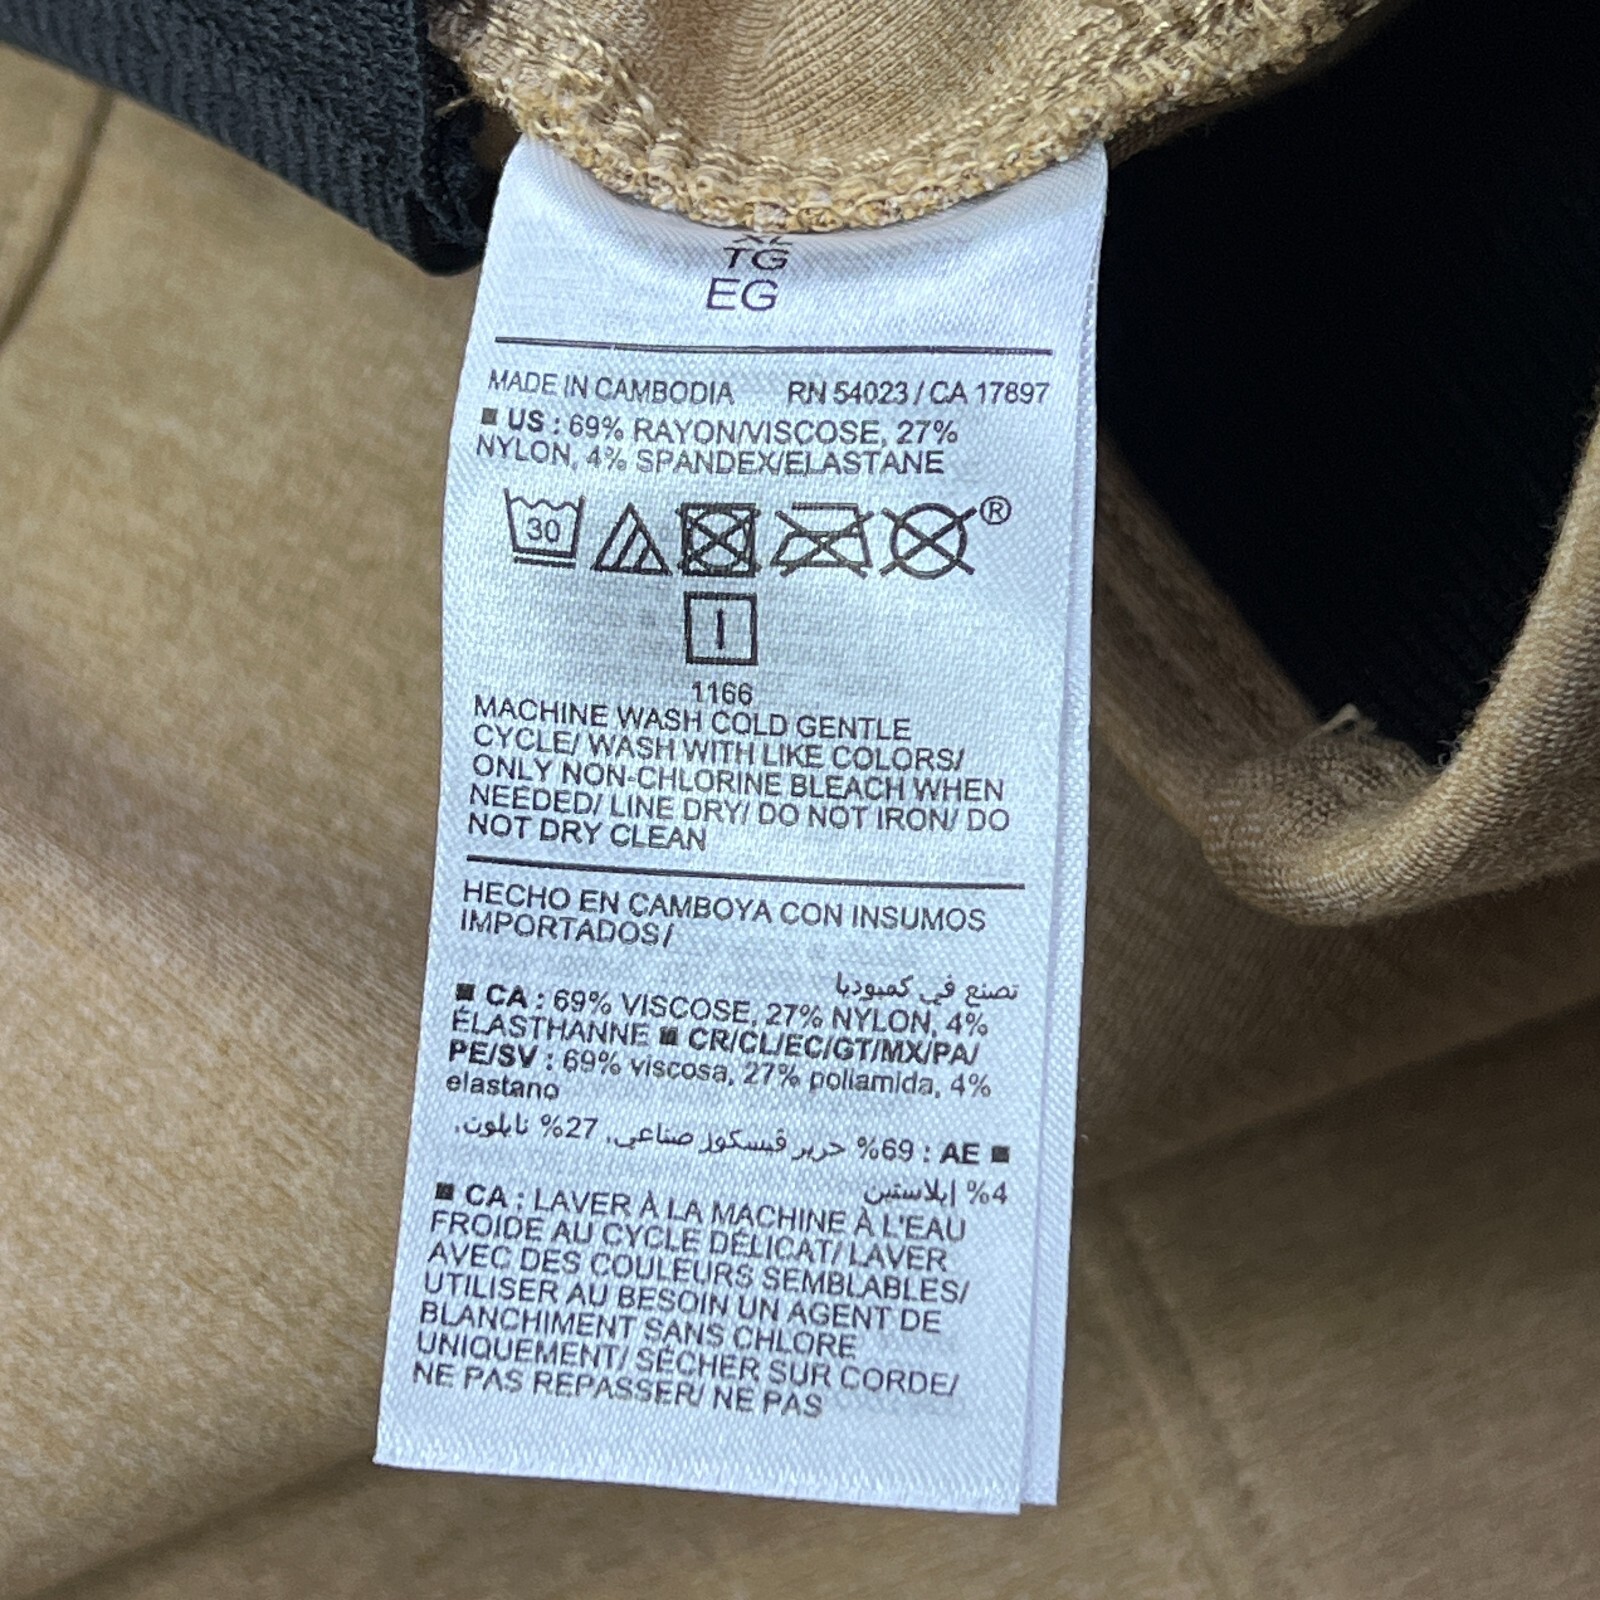 XL
TG
EG
MADE IN CAMBODIA RN 54023 / CA 17897
■ US : 69% RAYON/VISCOSE, 27%
NYLON, 4% SPANDEX/ELASTANE
30 ®
1166
MACHINE WASH COLD GENTLE
CYCLE/ WASH WITH LIKE COLORS/
ONLY NON-CHLORINE BLEACH WHEN
NEEDED/ LINE DRY/ DO NOT IRON/ DO
NOT DRY CLEAN
HECHO EN CAMBOYA CON INSUMOS
IMPORTADOS/
تصنع في كمبوديا
■ CA : 69% VISCOSE, 27% NYLON, 4%
ÉLASTHANNE ■ CR/CL/EC/GT/MX/PA/
PE/SV : 69% viscosa, 27% poliamida, 4%
elastano
■ AE : 69% حرير فيسكوز صناعي, 27% نايلون,
4% إيلاستين
■ CA : LAVER À LA MACHINE À L'EAU
FROIDE AU CYCLE DÉLICAT/ LAVER
AVEC DES COULEURS SEMBLABLES/
UTILISER AU BESOIN UN AGENT DE
BLANCHIMENT SANS CHLORE
UNIQUEMENT/ SÉCHER SUR CORDE/
NE PAS REPASSER/ NE PAS